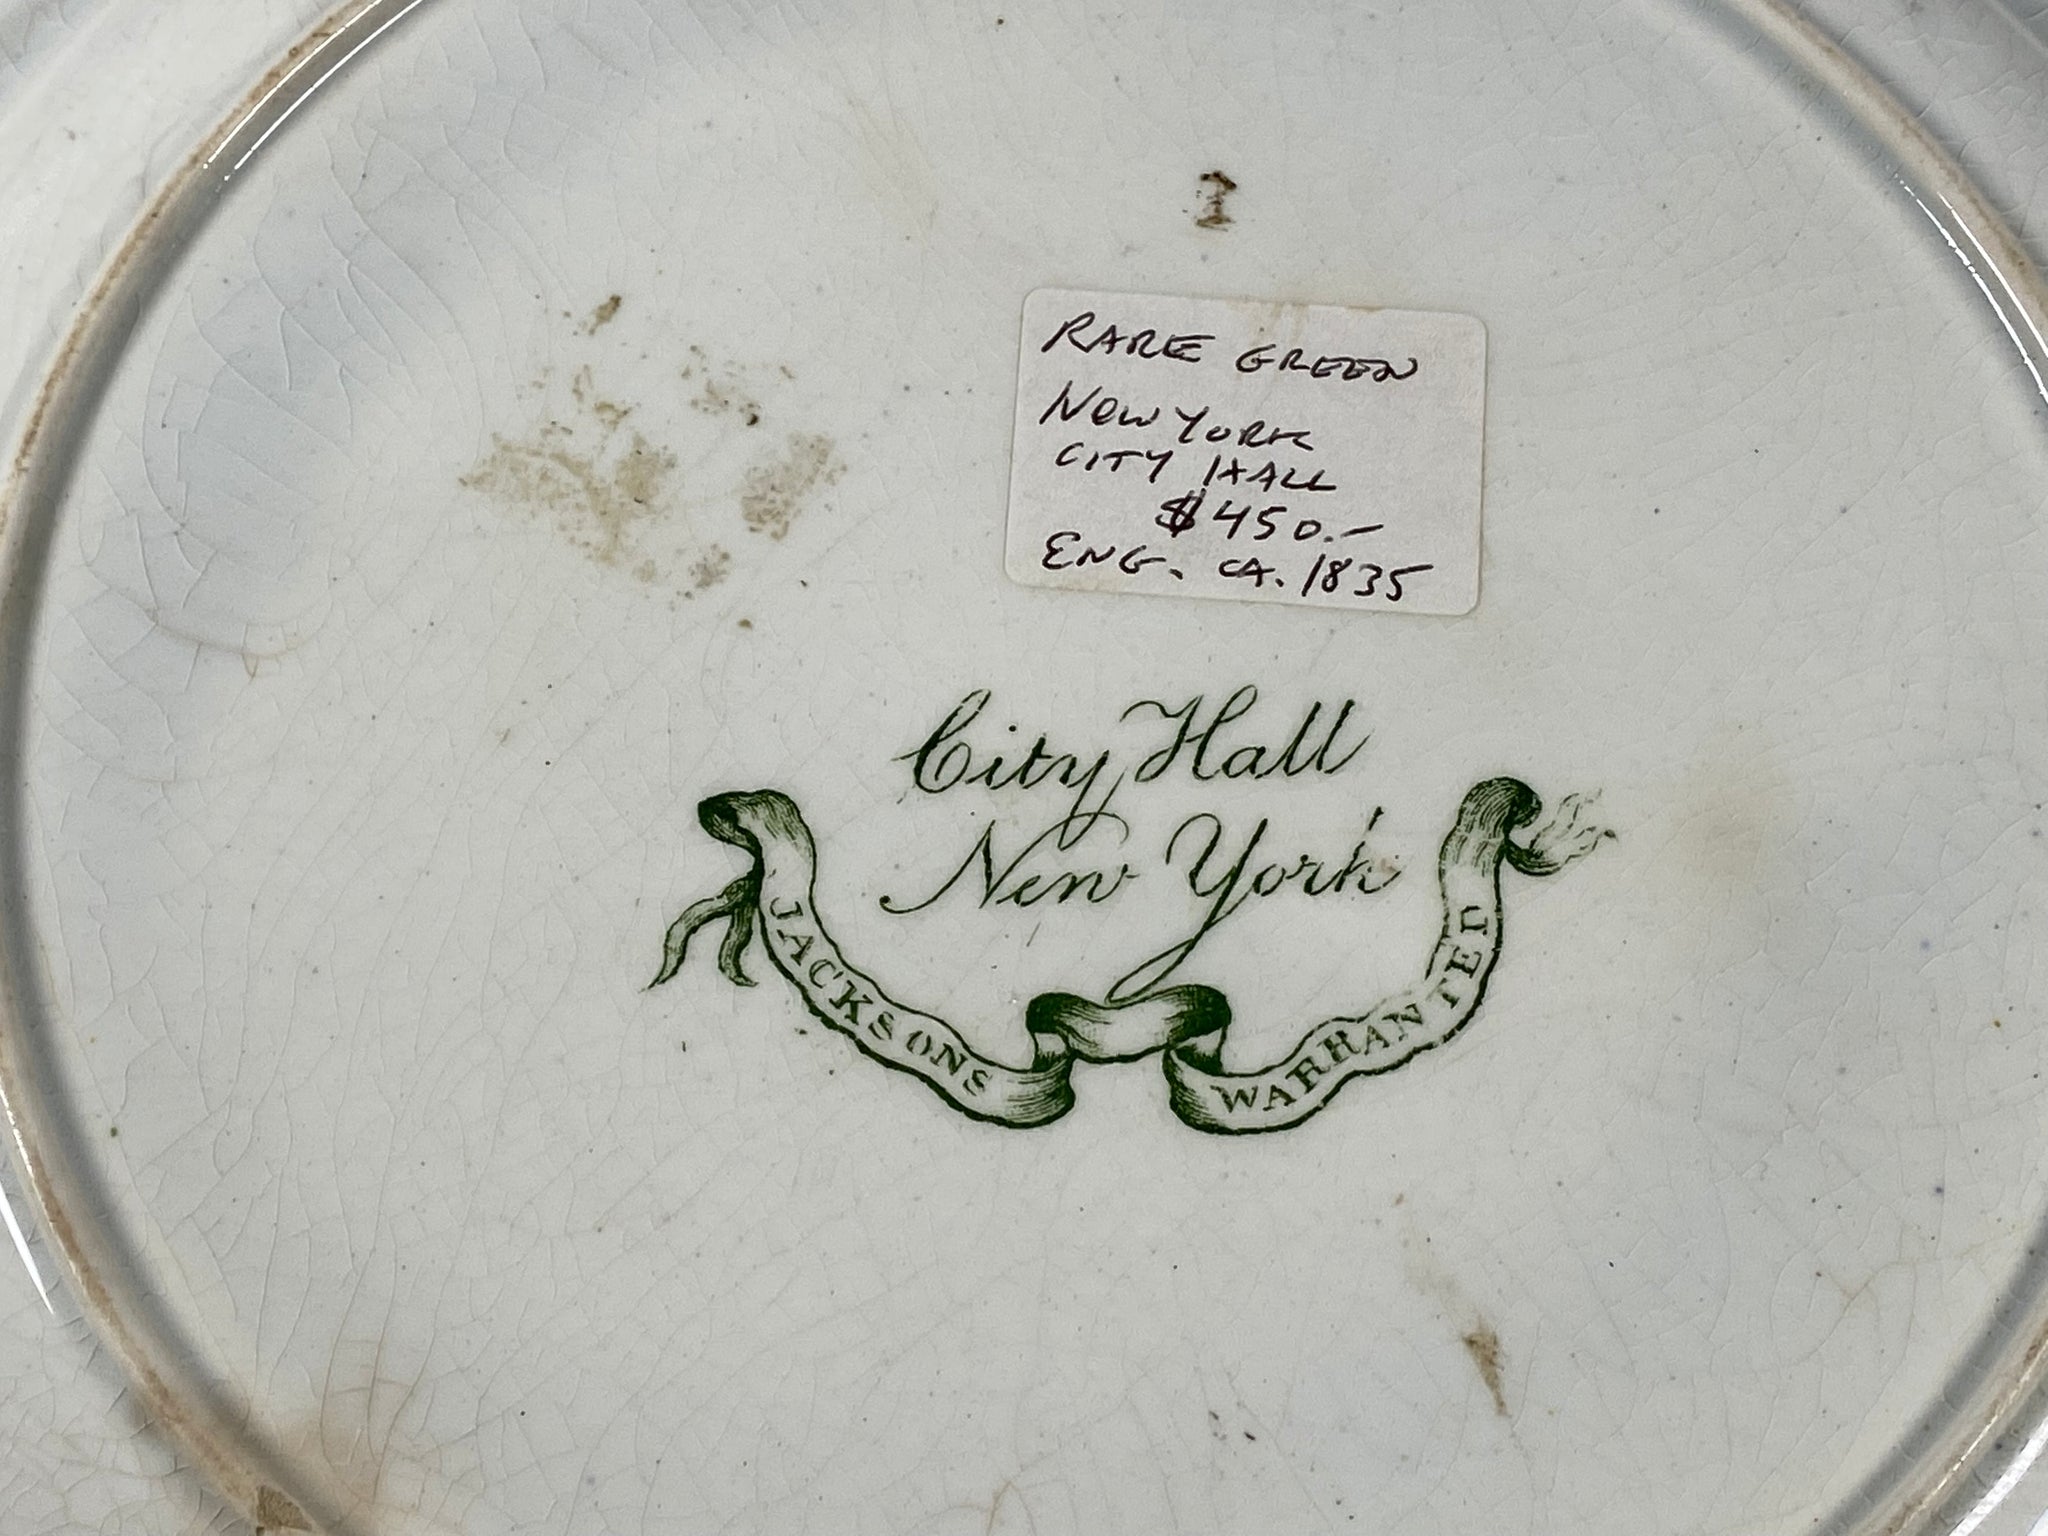 RARE GREEN
NEW YORK
CITY HALL
$450.—
ENG. CA. 1835
City Hall
New York
JACKSONS WARRANTED